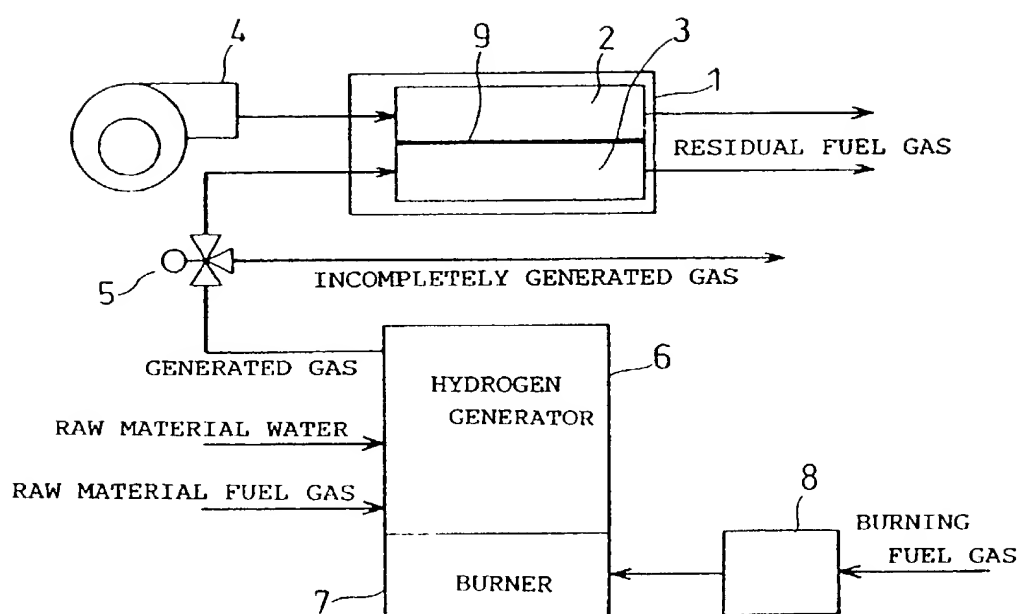 4
9
2
3
1
RESIDUAL FUEL GAS
5
INCOMPLETELY GENERATED GAS
GENERATED GAS
6
HYDROGEN
GENERATOR
RAW MATERIAL WATER
RAW MATERIAL FUEL GAS
8
BURNING
FUEL GAS
7
BURNER